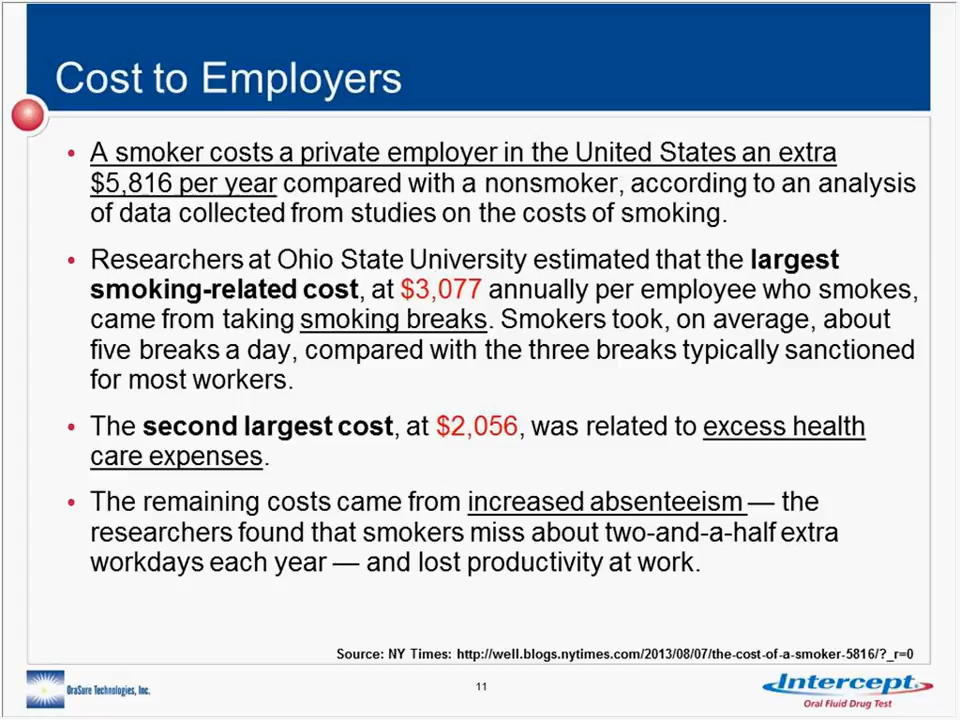 Cost to Employers
• A smoker costs a private employer in the United States an extra
$5,816 per year compared with a nonsmoker, according to an analysis
of data collected from studies on the costs of smoking.
• Researchers at Ohio State University estimated that the largest
smoking-related cost, at $3,077 annually per employee who smokes,
came from taking smoking breaks. Smokers took, on average, about
five breaks a day, compared with the three breaks typically sanctioned
for most workers.
• The second largest cost, at $2,056, was related to excess health
care expenses.
• The remaining costs came from increased absenteeism — the
researchers found that smokers miss about two-and-a-half extra
workdays each year — and lost productivity at work.
Source: NY Times: http://well.blogs.nytimes.com/2013/08/07/the-cost-of-a-smoker-5816/?_r=0
OraSure Technologies, Inc.
11
Intercept
Oral Fluid Drug Test